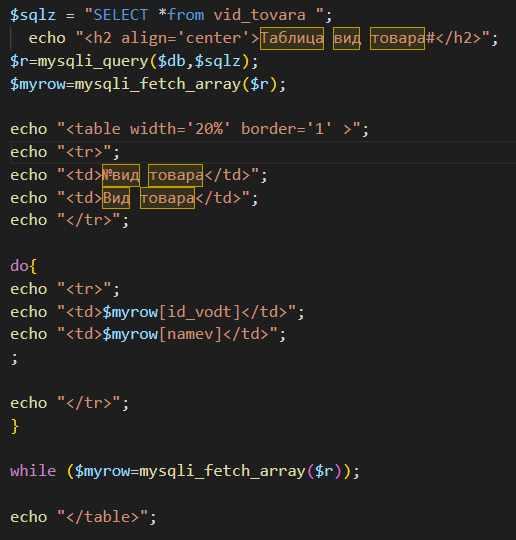 $sqlz = "SELECT *from vid_tovara ";
echo "<h2 align='center'>Таблица вид товара#</h2>";
$r=mysqli_query($db,$sqlz);
$myrow=mysqli_fetch_array($r);
echo "<table width='20%' border='1' >";
echo "<tr>";
echo "<td>№вид товара</td>";
echo "<td>Вид товара</td>";
echo "</tr>";
do{
echo "<tr>";
echo "<td>$myrow[id_vodt]</td>";
echo "<td>$myrow[namev]</td>";
;
echo "</tr>";
}
while ($myrow=mysqli_fetch_array($r));
echo "</table>";